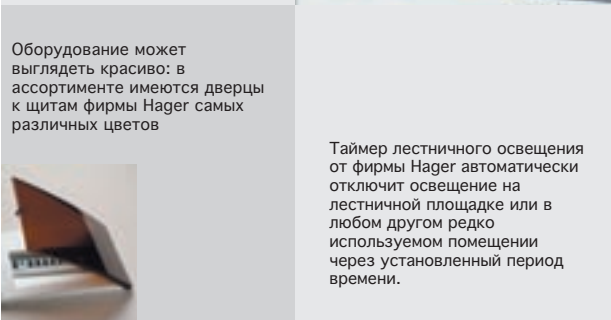 Оборудование может
выглядеть красиво: в
ассортименте имеются дверцы
к щитам фирмы Hager самых
различных цветов
Таймер лестничного освещения
от фирмы Hager автоматически
отключит освещение на
лестничной площадке или в
любом другом редко
используемом помещении
через установленный период
времени.